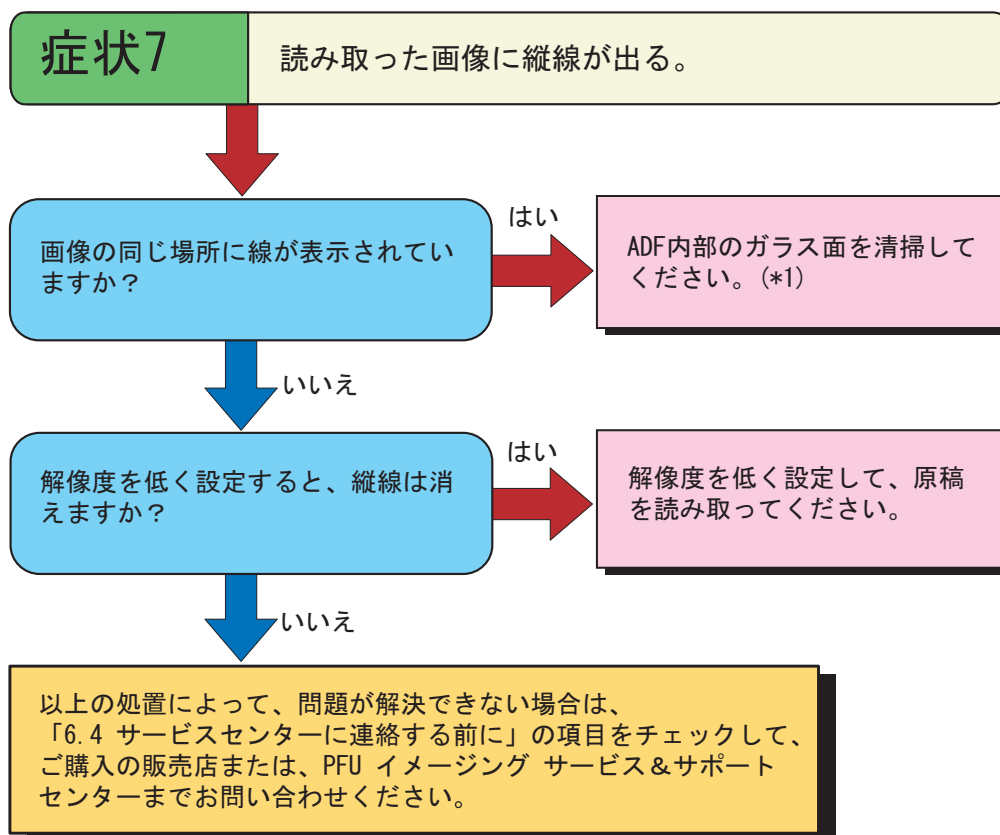 症状7
読み取った画像に縦線が出る。
画像の同じ場所に線が表示されてい
ますか？
はい
ADF内部のガラス面を清掃して
ください。(*1)
いいえ
解像度を低く設定すると、縦線は消
えますか？
はい
解像度を低く設定して、原稿
を読み取ってください。
いいえ
以上の処置によって、問題が解決できない場合は、
「6.4 サービスセンターに連絡する前に」の項目をチェックして、
ご購入の販売店または、PFU イメージング サービス＆サポート
センターまでお問い合わせください。